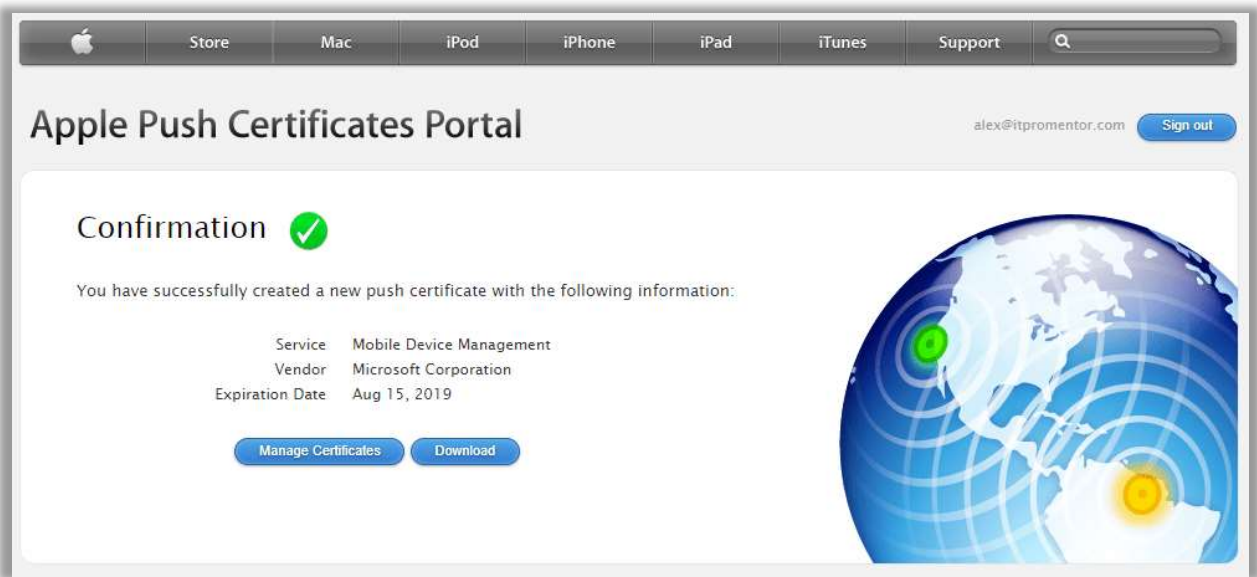 Store Mac iPod iPhone iPad iTunes Support
Apple Push Certificates Portal
alex@itpromentor.com Sign out
Confirmation
You have successfully created a new push certificate with the following information:
Service Mobile Device Management
Vendor Microsoft Corporation
Expiration Date Aug 15, 2019
Manage Certificates Download